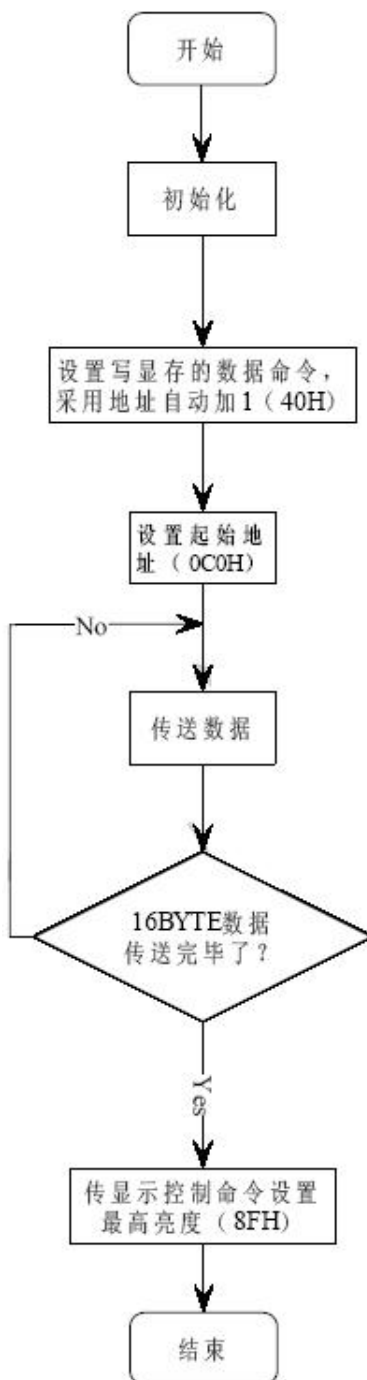 开始
初始化
设置写显存的数据命令，
采用地址自动加1（40H）
设置起始地
址（0C0H）
No
传送数据
16BYTE数据
传送完毕了？
Yes
传显示控制命令设置
最高亮度（8FH）
结束